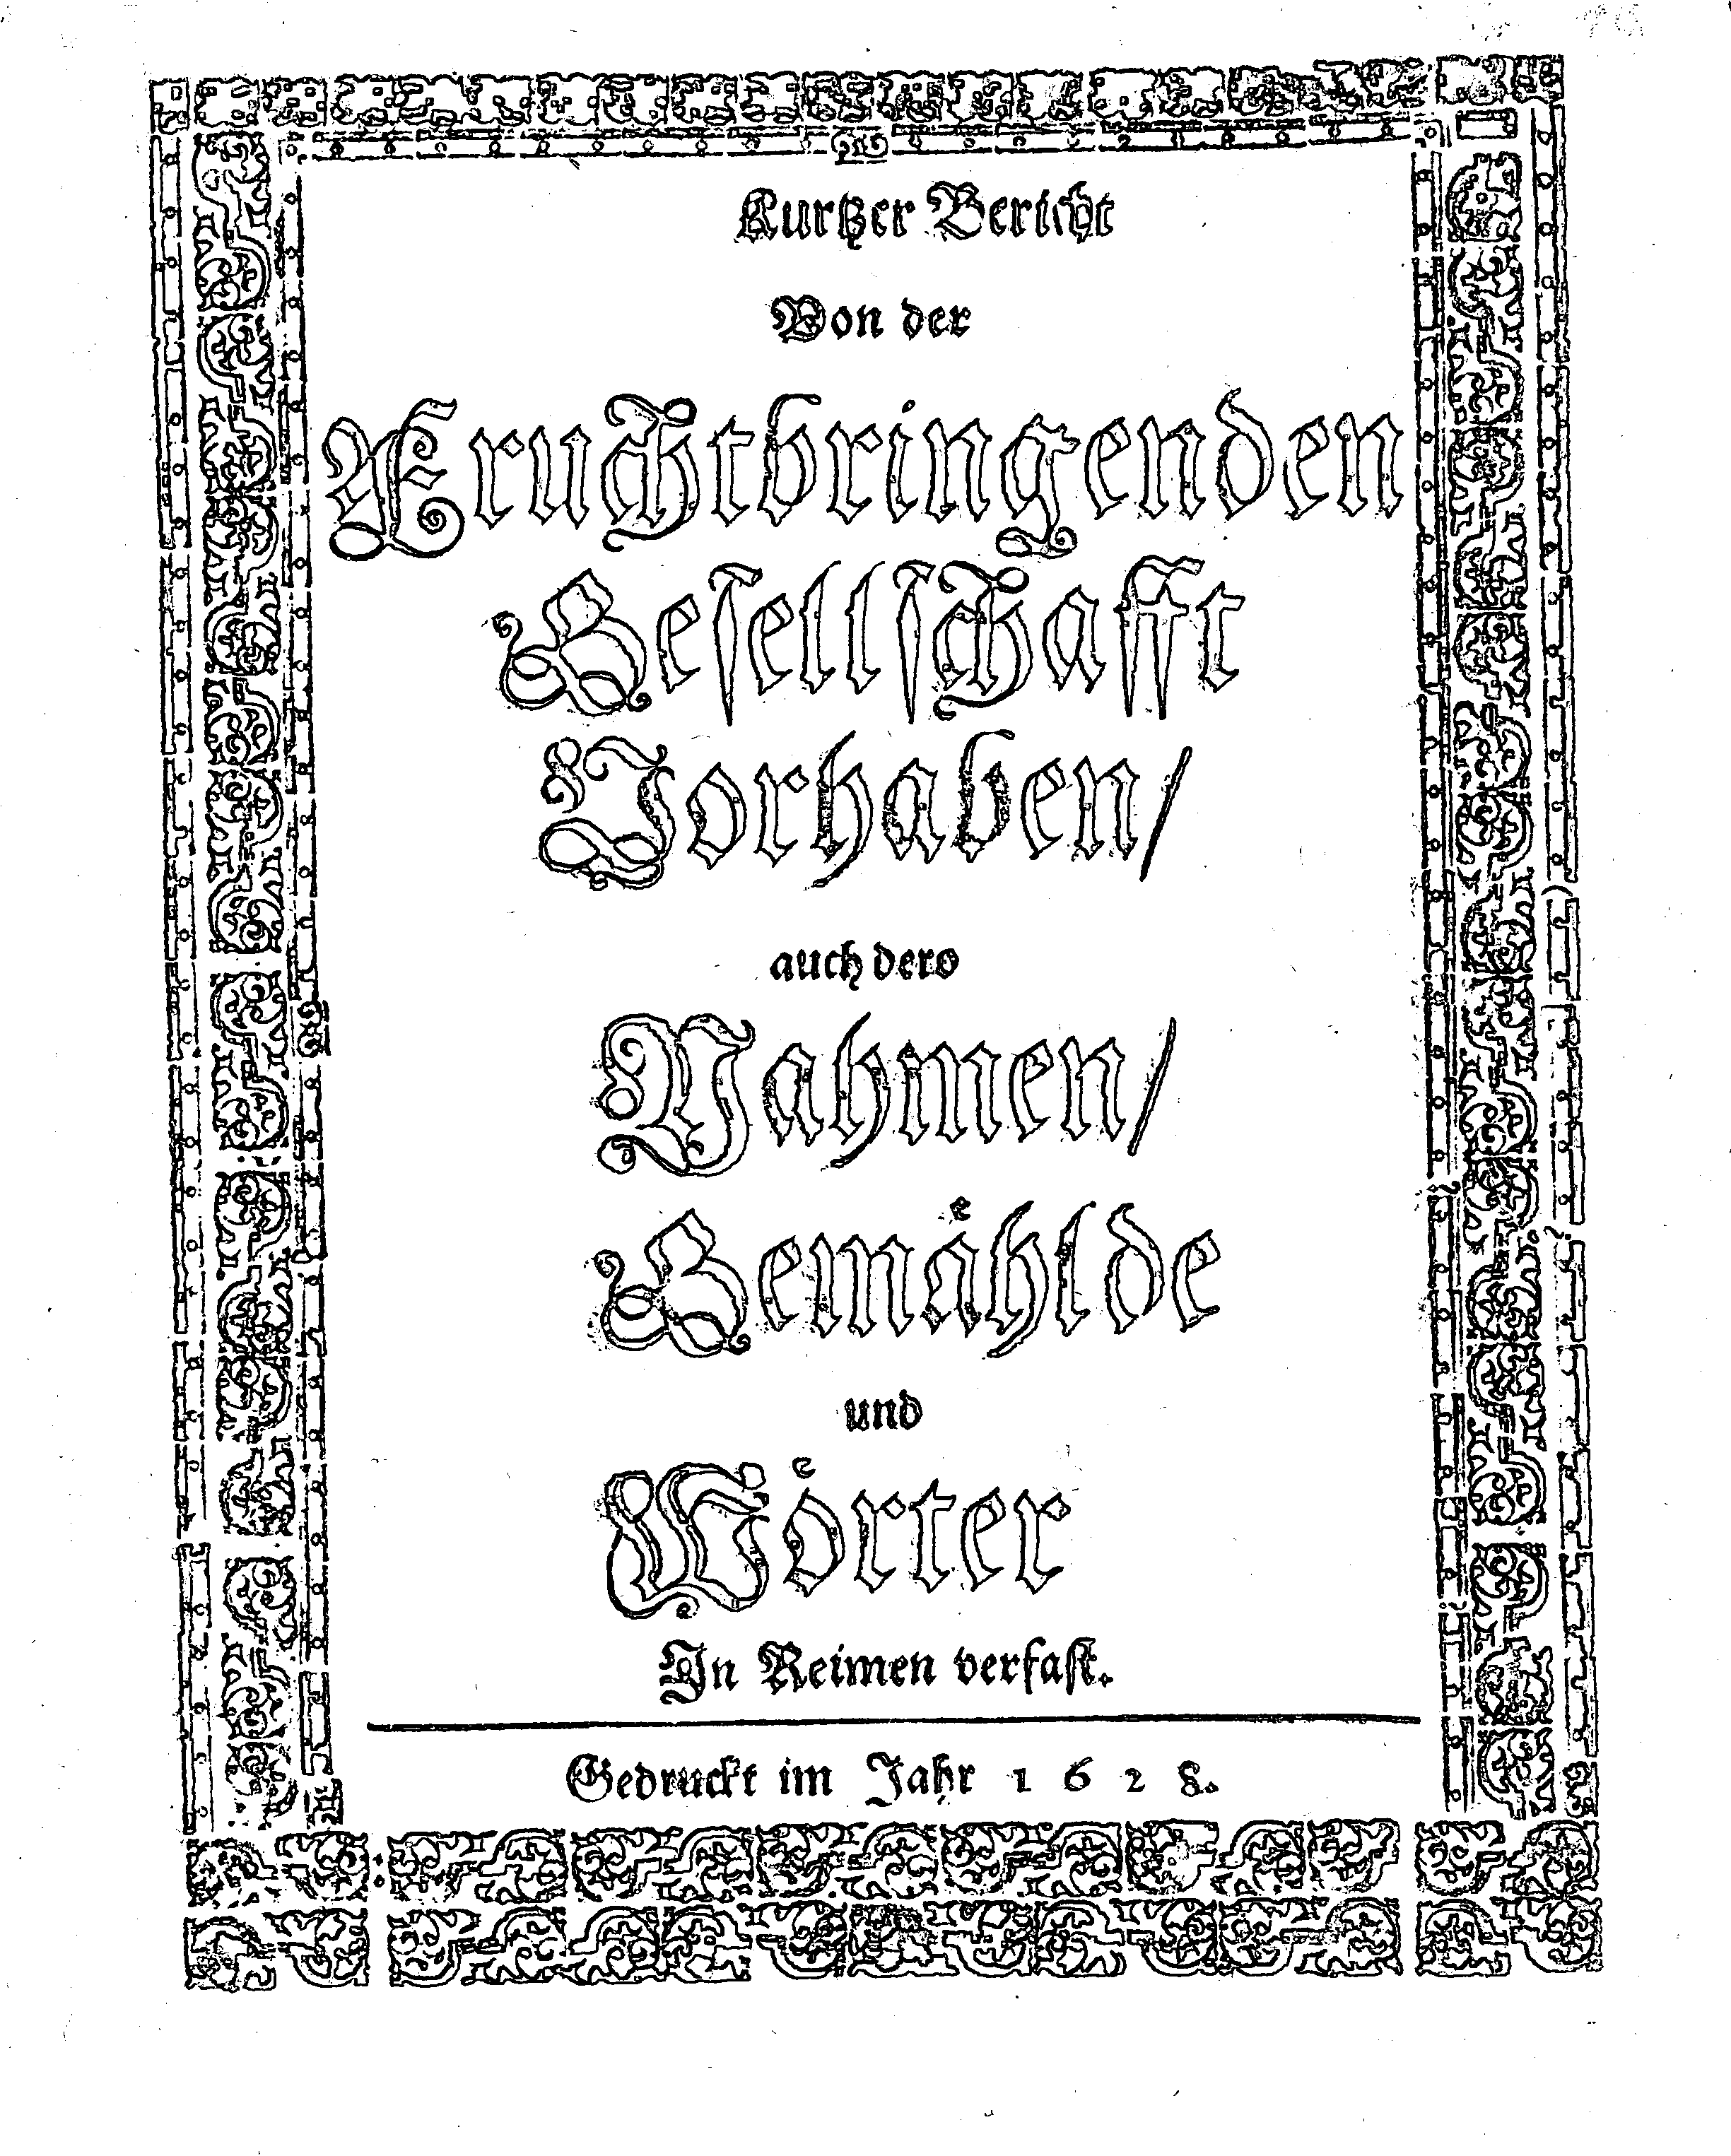 Kurtzer Bericht
Von der
Fruchtbringenden
Gesellschafft
Vorhaben/
auch dero
Nahmen/
Gemählde
und
Wörter
In Reimen verfast.
Gedruckt im Jahr 1628.